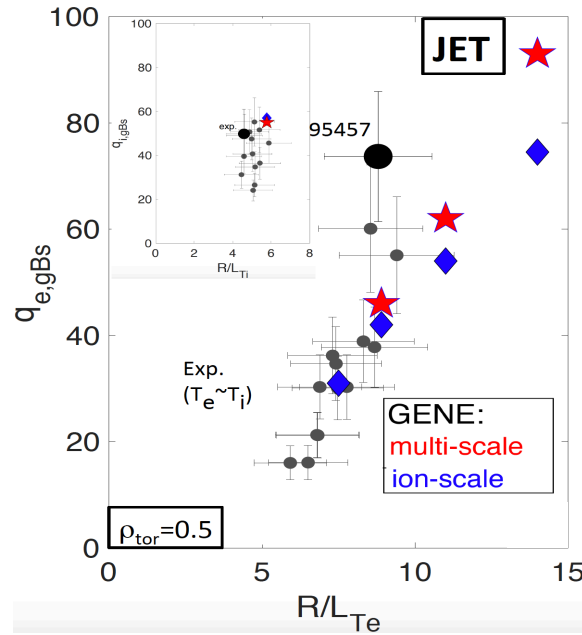 100
JET
100
80
exp.
95457
q_i,gBs
60
40
20
0
0
2
4
6
8
R/L_Ti
80
60
q_e,gBs
40
Exp.
(T_e~T_i)
GENE:
multi-scale
ion-scale
20
ρ_tor=0.5
0
0
5
10
15
R/L_Te